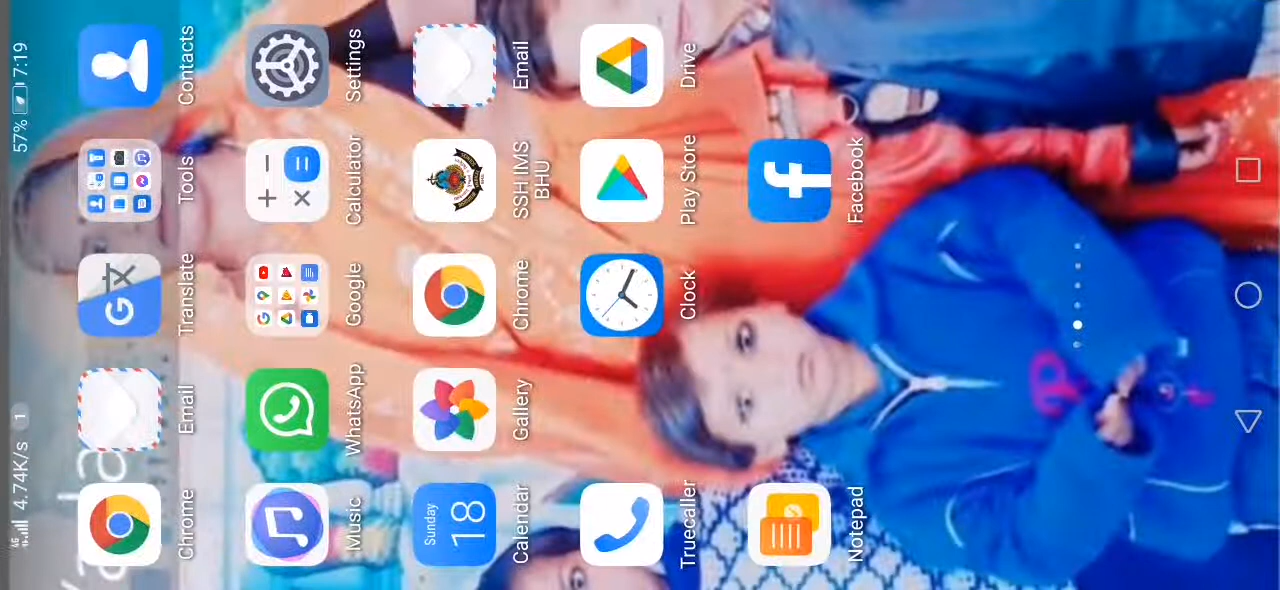 4.74K/s 1 57% 7:19
Chrome Email Translate Tools Contacts
Music WhatsApp Google Calculator Settings
Sunday
18
Calendar Gallery Chrome SSH IMS BHU Email
Truecaller Clock Play Store Drive
Notepad Facebook